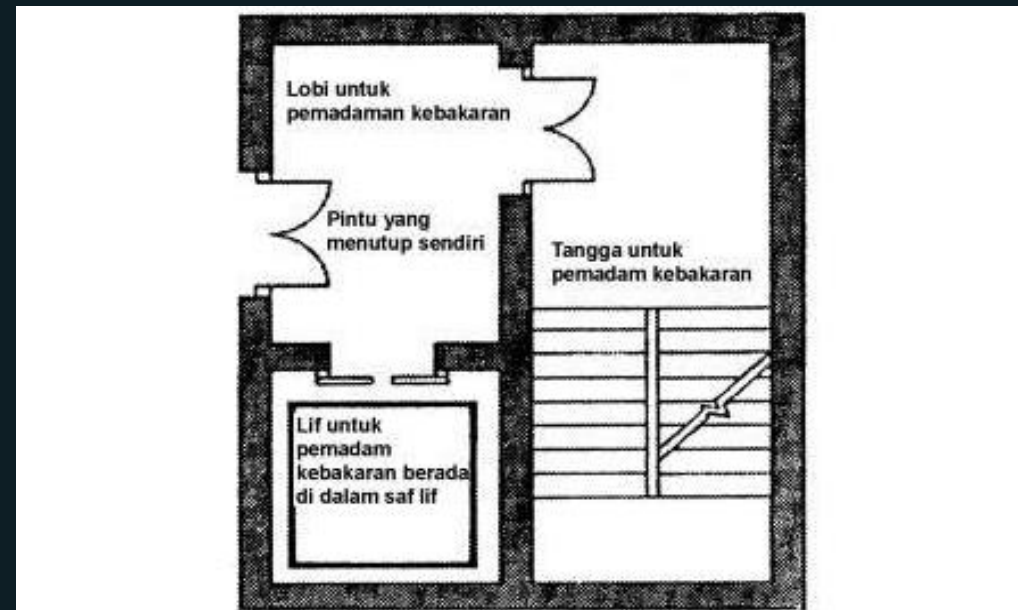 Lobi untuk
pemadaman kebakaran
Pintu yang
menutup sendiri
Tangga untuk
pemadam kebakaran
Lif untuk
pemadam
kebakaran berada
di dalam saf lif